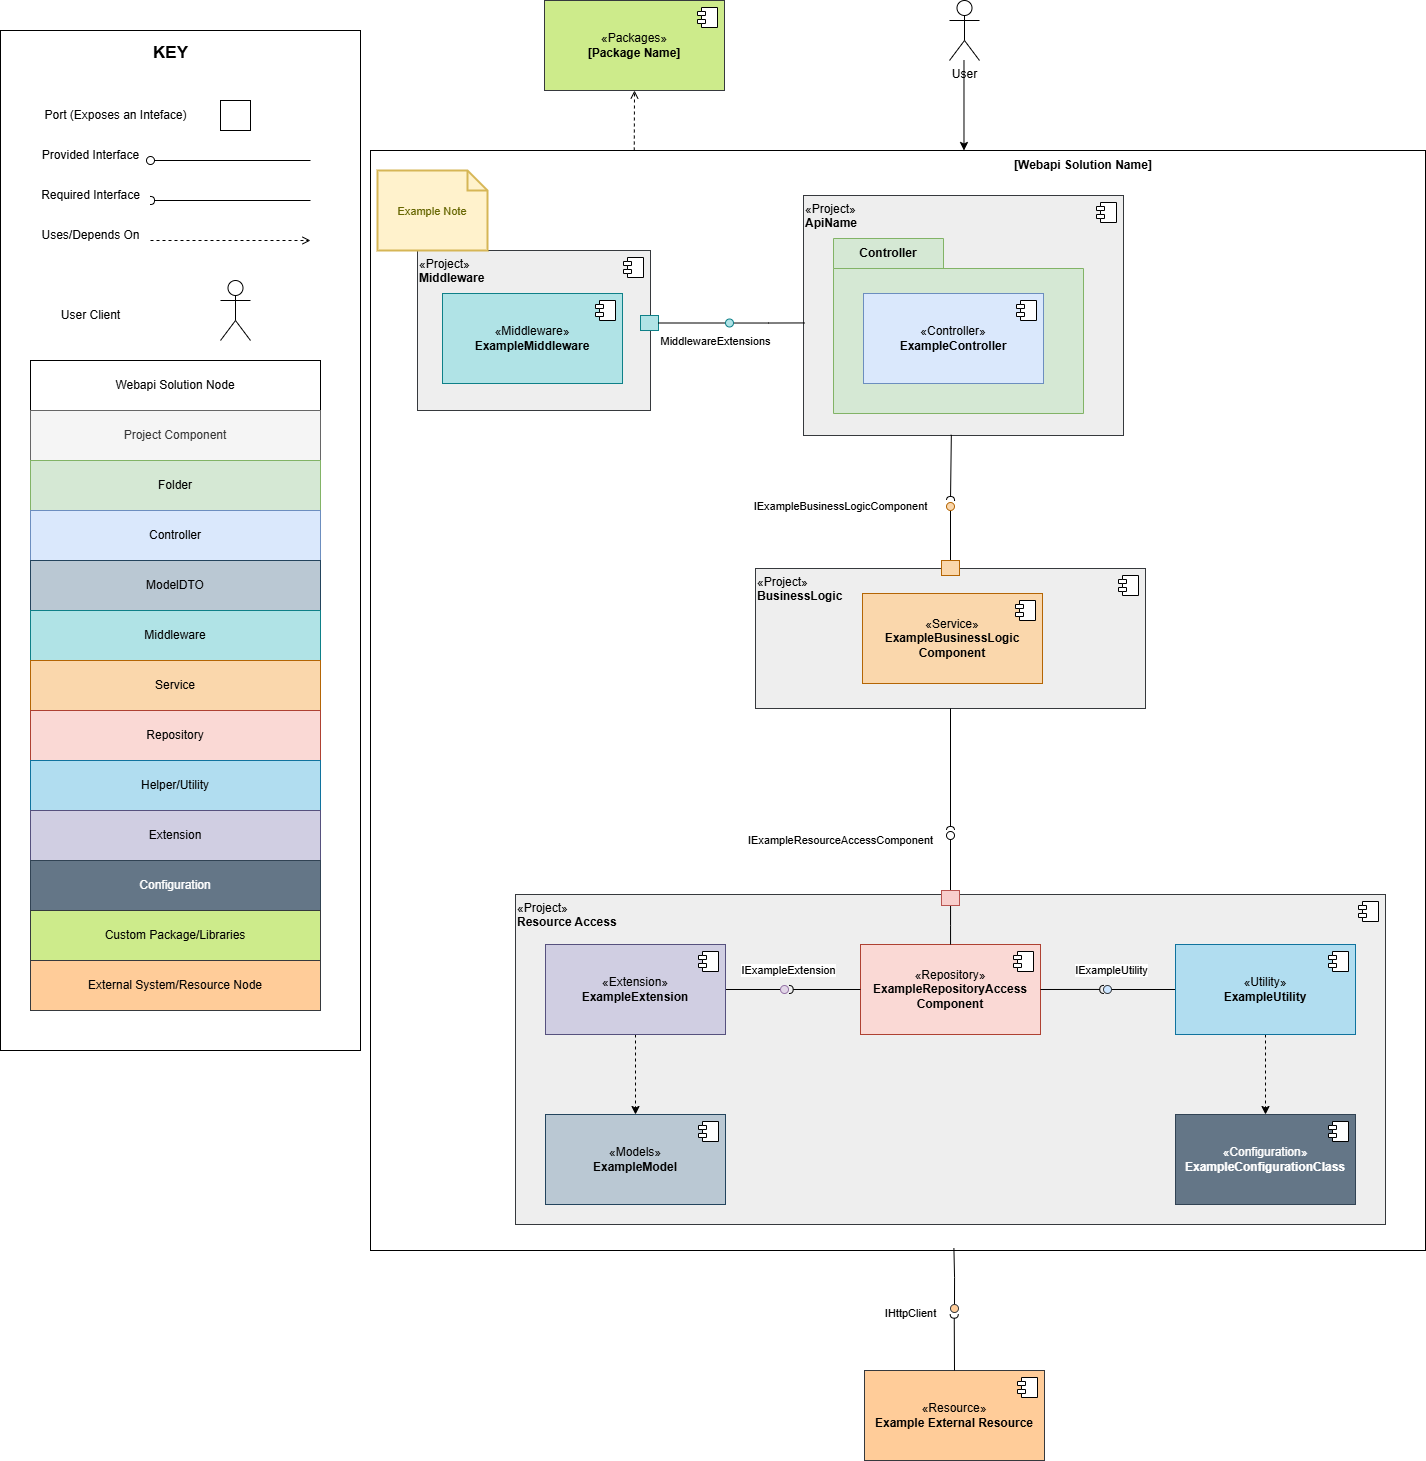 KEY
Port (Exposes an Inteface)
Provided Interface
Required Interface
Uses/Depends On
User Client
Webapi Solution Node
Project Component
Folder
Controller
ModelDTO
Middleware
Service
Repository
Helper/Utility
Extension
Configuration
Custom Package/Libraries
External System/Resource Node
«Packages»
[Package Name]
User
[Webapi Solution Name]
Example Note
«Project»
Middleware
«Middleware»
ExampleMiddleware
MiddlewareExtensions
«Project»
ApiName
Controller
«Controller»
ExampleController
IExampleBusinessLogicComponent
«Project»
BusinessLogic
«Service»
ExampleBusinessLogic
Component
IExampleResourceAccessComponent
«Project»
Resource Access
«Extension»
ExampleExtension
IExampleExtension
«Repository»
ExampleRepositoryAccess
Component
IExampleUtility
«Utility»
ExampleUtility
«Models»
ExampleModel
«Configuration»
ExampleConfigurationClass
IHttpClient
«Resource»
Example External Resource